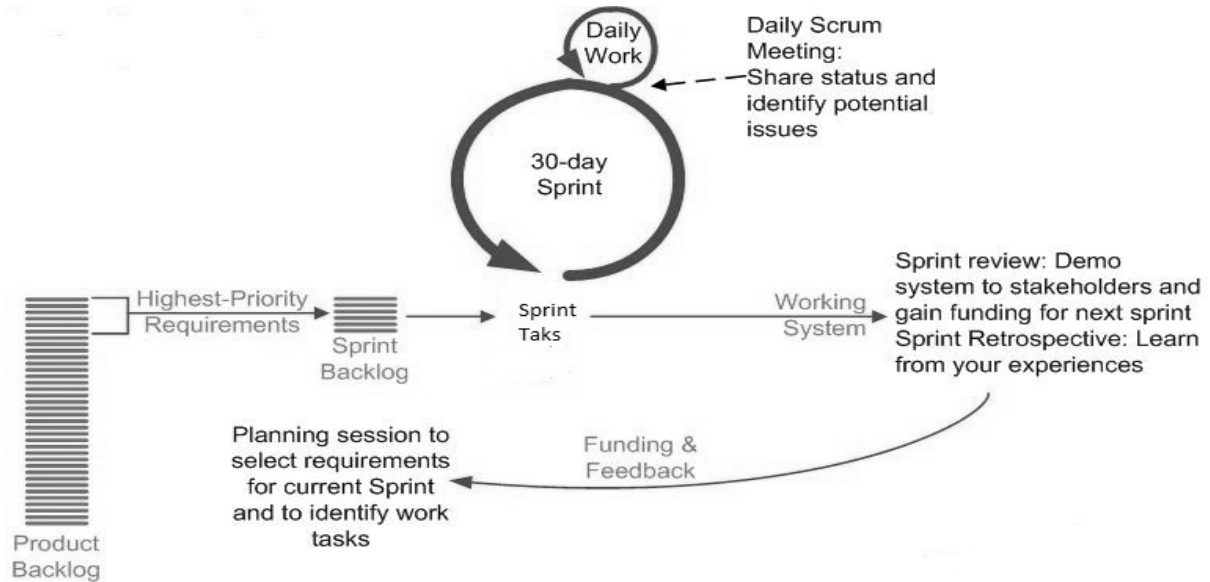 Daily
Work
Daily Scrum
Meeting:
Share status and
identify potential
issues
30-day
Sprint
Highest-Priority
Requirements
Sprint
Backlog
Sprint
Taks
Working
System
Sprint review: Demo
system to stakeholders and
gain funding for next sprint
Sprint Retrospective: Learn
from your experiences
Planning session to
select requirements
for current Sprint
and to identify work
tasks
Funding &
Feedback
Product
Backlog